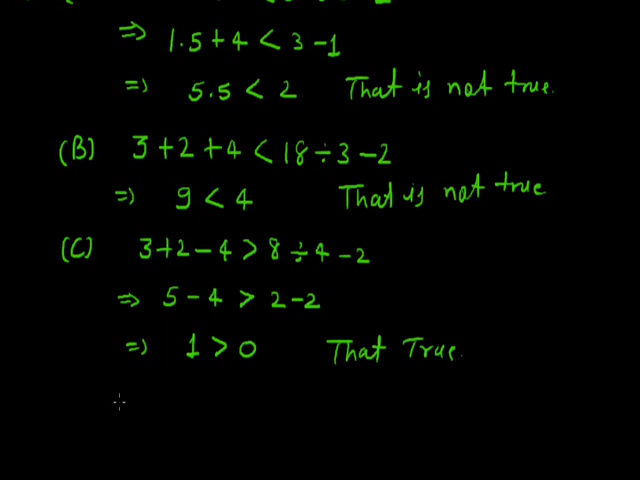 ⇒ 1.5 + 4 < 3 - 1
⇒ 5.5 < 2 That is not true.
(B) 3 + 2 + 4 < 18 ÷ 3 - 2
⇒ 9 < 4 That is not true
(C) 3 + 2 - 4 > 8 ÷ 4 - 2
⇒ 5 - 4 > 2 - 2
⇒ 1 > 0 That True.